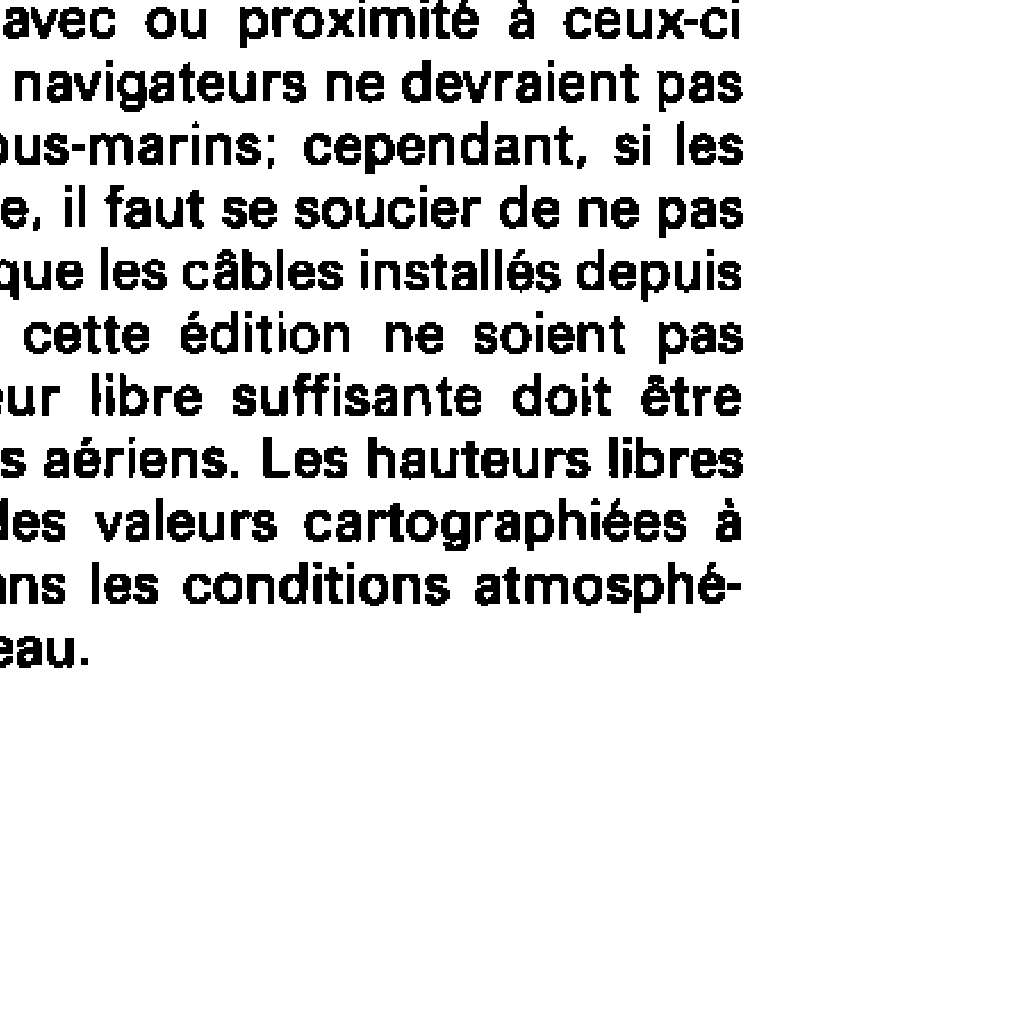 avec ou proximité à ceux-ci
navigateurs ne devraient pas
ous-marins; cependant, si les
e, il faut se soucier de ne pas
que les câbles installés depuis
cette édition ne soient pas
eur libre suffisante doit être
s aériens. Les hauteurs libres
des valeurs cartographiées à
ans les conditions atmosphé-
eau.